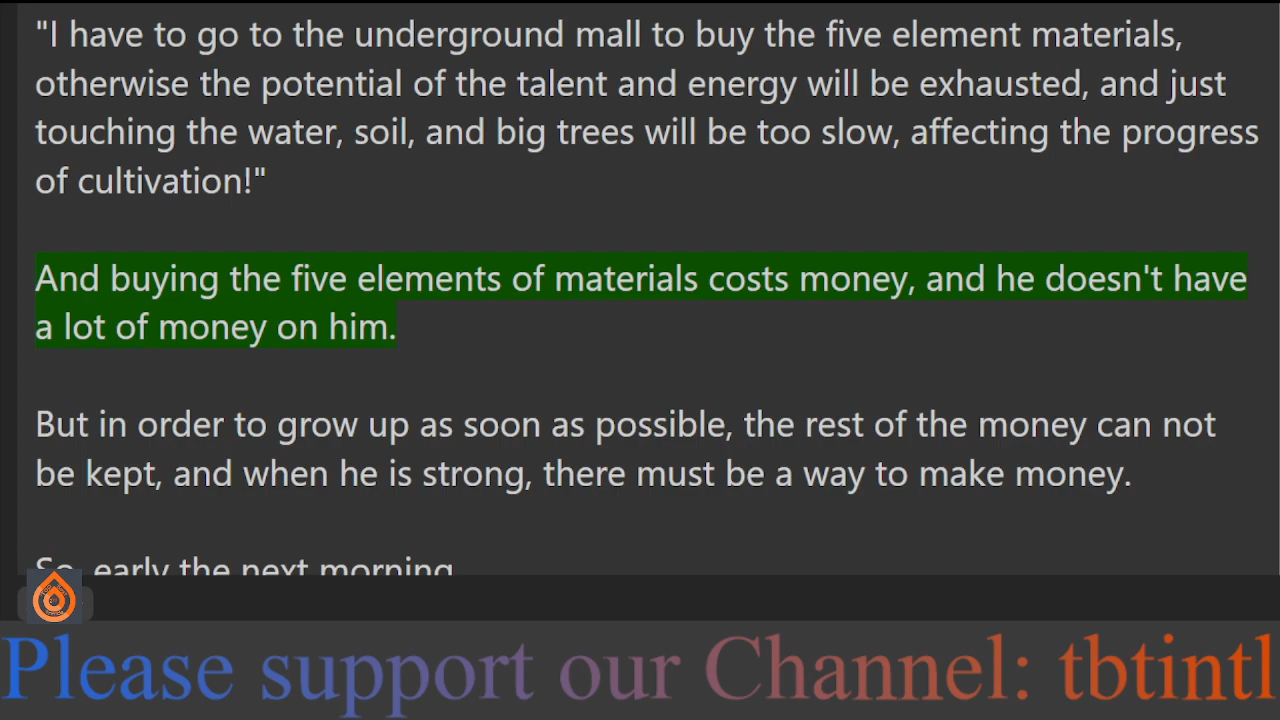 "I have to go to the underground mall to buy the five element materials,
otherwise the potential of the talent and energy will be exhausted, and just
touching the water, soil, and big trees will be too slow, affecting the progress
of cultivation!"
And buying the five elements of materials costs money, and he doesn't have
a lot of money on him.
But in order to grow up as soon as possible, the rest of the money can not
be kept, and when he is strong, there must be a way to make money.
So, early the next morning
Please support our Channel: tbtintl